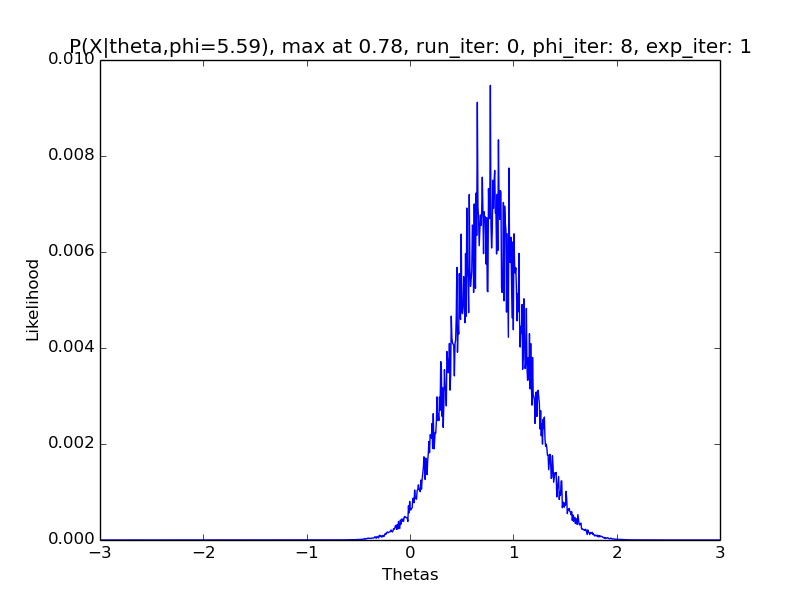 P(X|theta,phi=5.59), max at 0.78, run_iter: 0, phi_iter: 8, exp_iter: 1
0.010
0.008
0.006
0.004
0.002
0.000
Likelihood
−3 −2 −1 0 1 2 3
Thetas